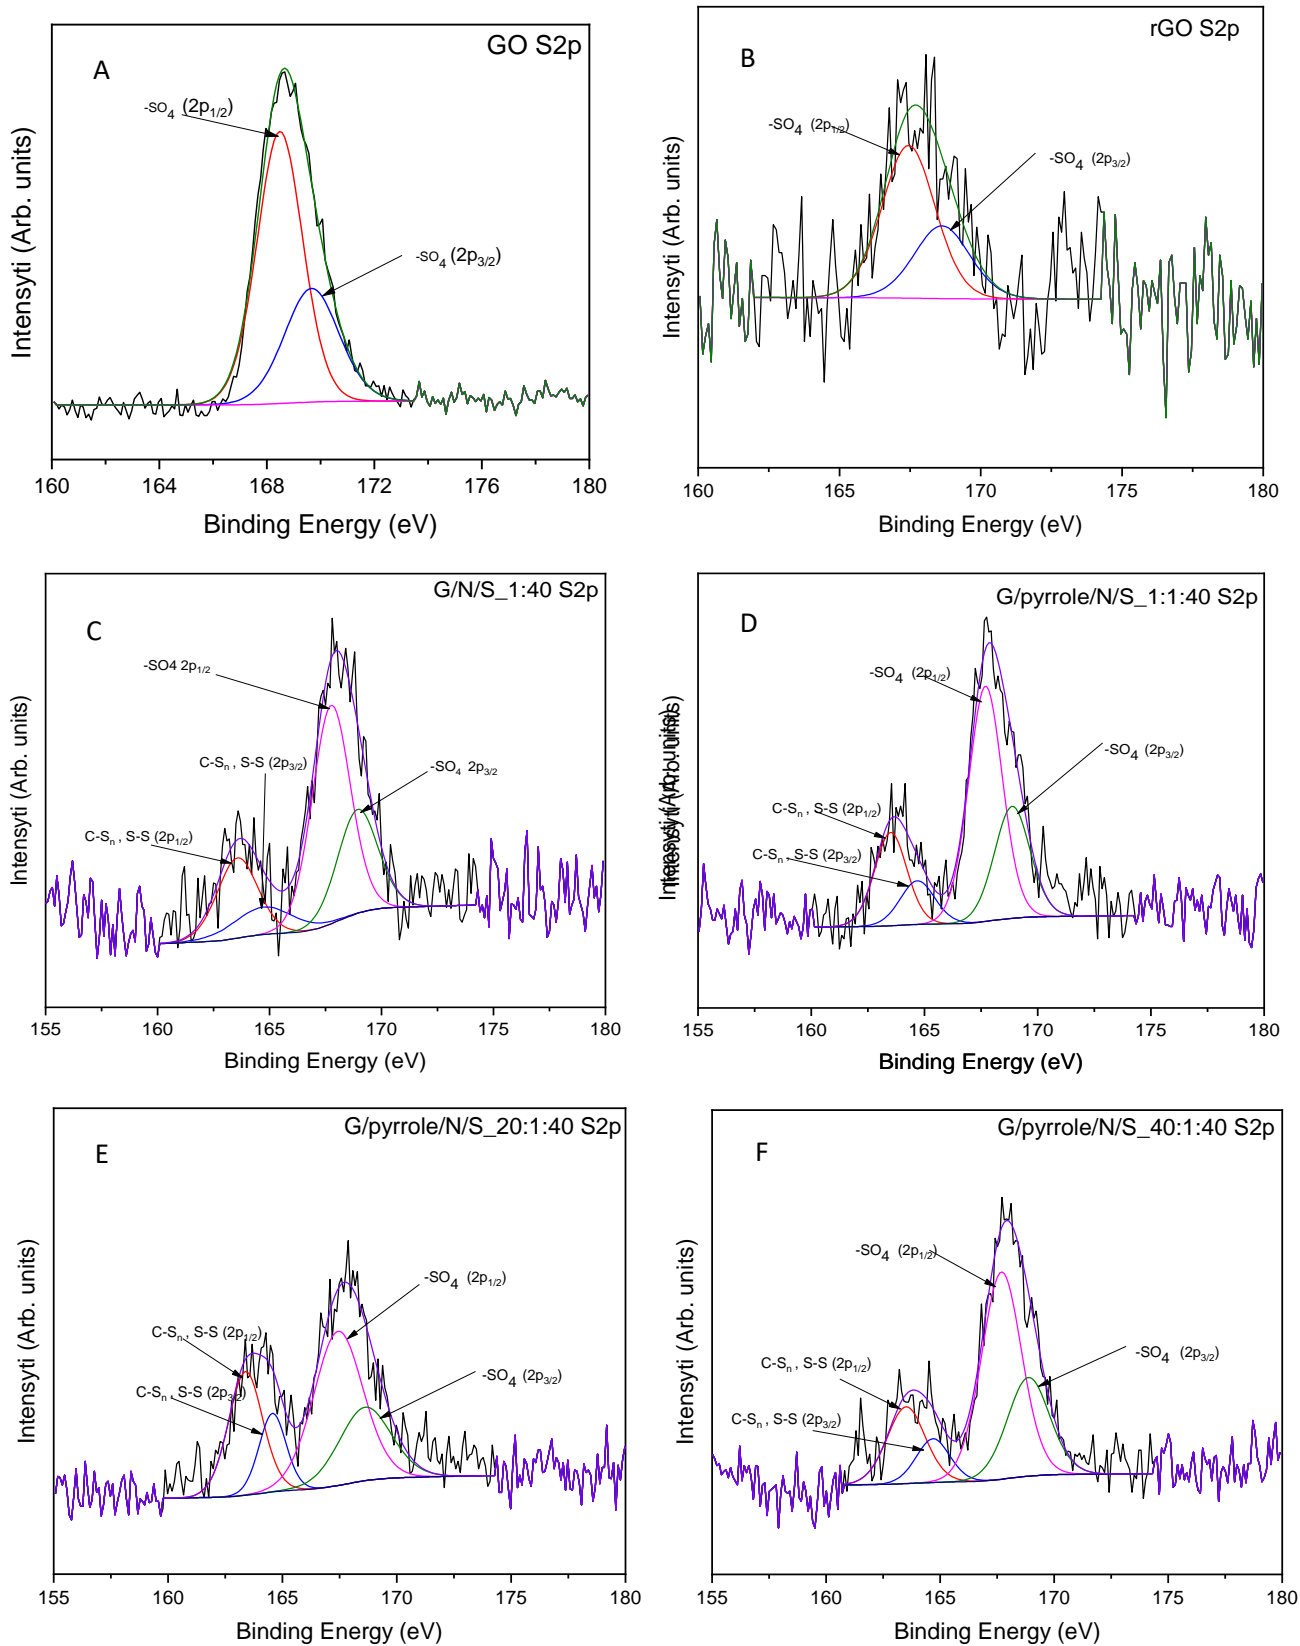 GO S2p
A
-SO4 (2p1/2)
-SO4 (2p3/2)
Intensyti (Arb. units)
160 164 168 172 176 180
Binding Energy (eV)
rGO S2p
B
-SO4 (2p1/2)
-SO4 (2p3/2)
Intensyti (Arb. units)
160 165 170 175 180
Binding Energy (eV)
G/N/S_1:40 S2p
C
-SO4 2p1/2
C-Sn , S-S (2p3/2)
-SO4 2p3/2
C-Sn , S-S (2p1/2)
Intensyti (Arb. units)
155 160 165 170 175 180
Binding Energy (eV)
G/pyrrole/N/S_1:1:40 S2p
D
-SO4 (2p1/2)
-SO4 (2p3/2)
C-Sn , S-S (2p1/2)
C-Sn , S-S (2p3/2)
Intensyti (Arb. units)
155 160 165 170 175 180
Binding Energy (eV)
G/pyrrole/N/S_20:1:40 S2p
E
-SO4 (2p1/2)
C-Sn , S-S (2p1/2)
-SO4 (2p3/2)
C-Sn , S-S (2p3/2)
Intensyti (Arb. units)
155 160 165 170 175 180
Binding Energy (eV)
G/pyrrole/N/S_40:1:40 S2p
F
-SO4 (2p1/2)
-SO4 (2p3/2)
C-Sn , S-S (2p1/2)
C-Sn , S-S (2p3/2)
Intensyti (Arb. units)
155 160 165 170 175 180
Binding Energy (eV)